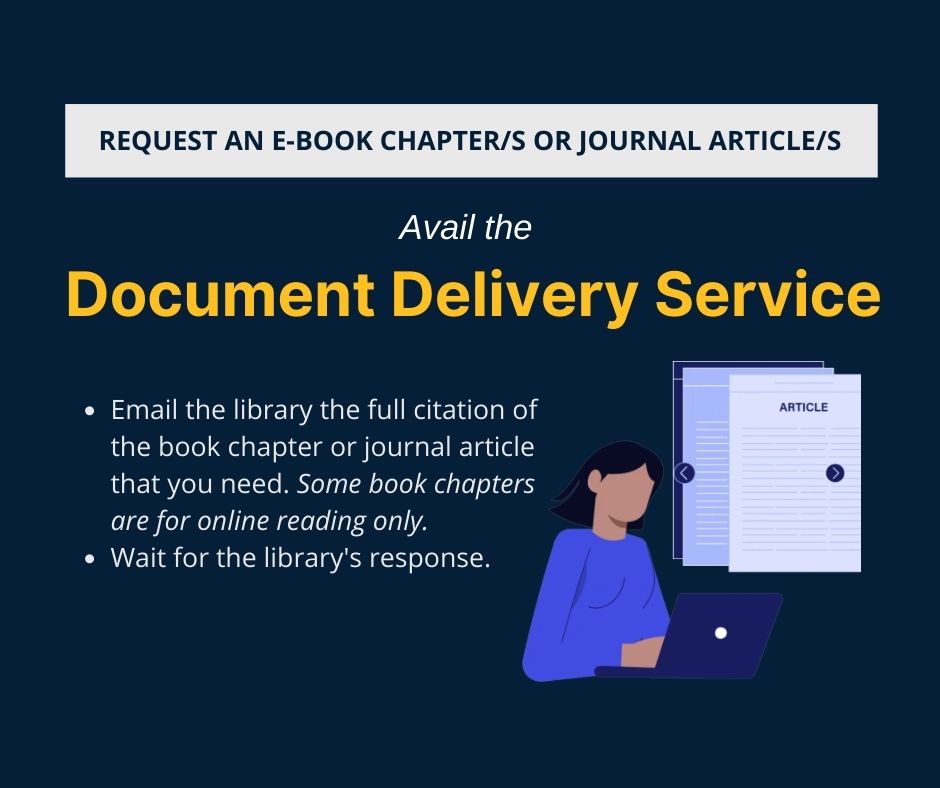 REQUEST AN E-BOOK CHAPTER/S OR JOURNAL ARTICLE/S
Avail the
Document Delivery Service
• Email the library the full citation of
the book chapter or journal article
that you need. Some book chapters
are for online reading only.
• Wait for the library's response.
ARTICLE